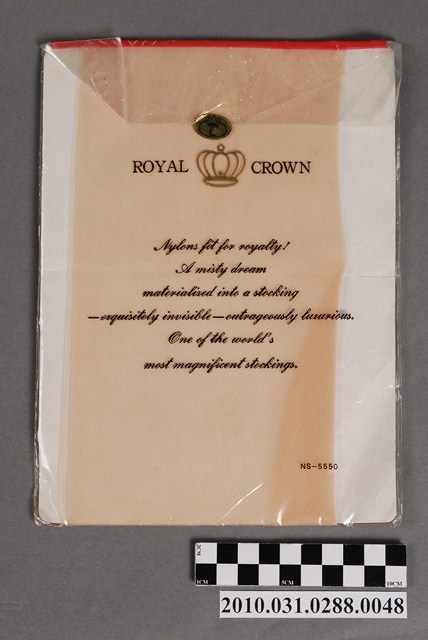 ROYAL CROWN
Nylons fit for royalty!
A misty dream
materialized into a stocking
—exquisitely invisible—outrageously luxurious.
One of the world's
most magnificent stockings.
NS-5550
1CM 5CM 10CM
2010.031.0288.0048